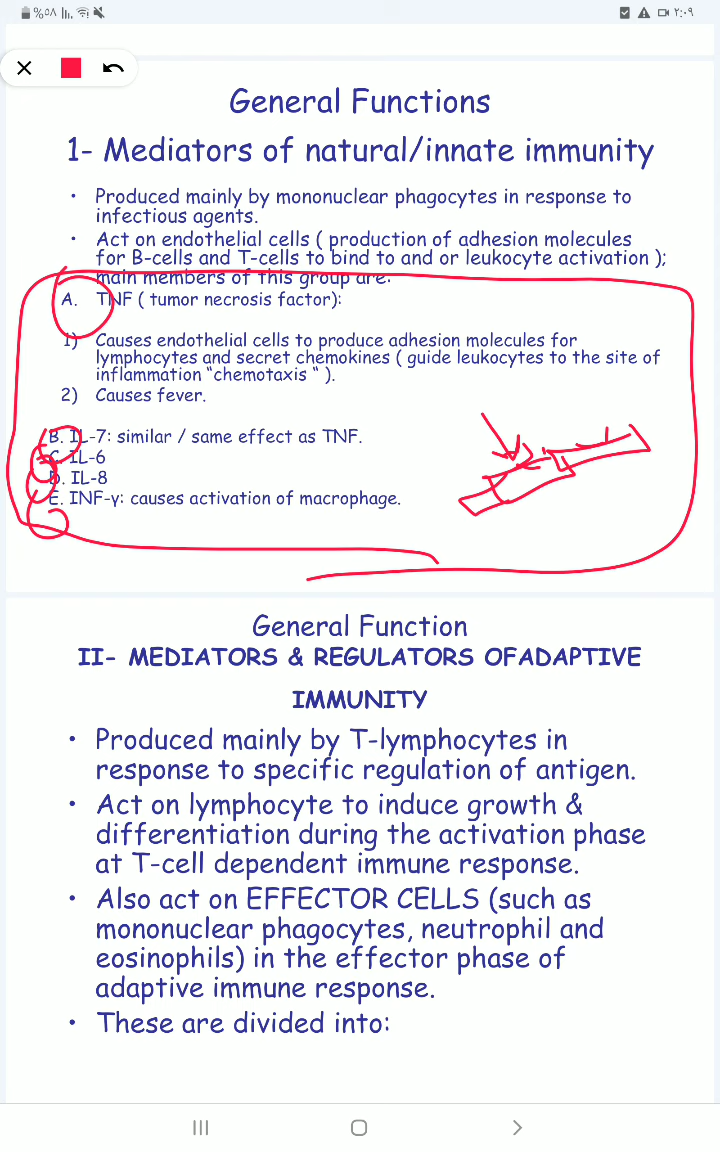 %٥٨ ٢:٠٩
General Functions
1- Mediators of natural/innate immunity
• Produced mainly by mononuclear phagocytes in response to
infectious agents.
• Act on endothelial cells ( production of adhesion molecules
for B-cells and T-cells to bind to and or leukocyte activation );
main members of this group are:
A. TNF ( tumor necrosis factor):
1) Causes endothelial cells to produce adhesion molecules for
lymphocytes and secret chemokines ( guide leukocytes to the site of
inflammation “chemotaxis “ ).
2) Causes fever.
B. IL-7: similar / same effect as TNF.
C. IL-6
D. IL-8
E. INF-γ: causes activation of macrophage.
General Function
II- MEDIATORS & REGULATORS OFADAPTIVE
IMMUNITY
• Produced mainly by T-lymphocytes in
response to specific regulation of antigen.
• Act on lymphocyte to induce growth &
differentiation during the activation phase
at T-cell dependent immune response.
• Also act on EFFECTOR CELLS (such as
mononuclear phagocytes, neutrophil and
eosinophils) in the effector phase of
adaptive immune response.
• These are divided into: